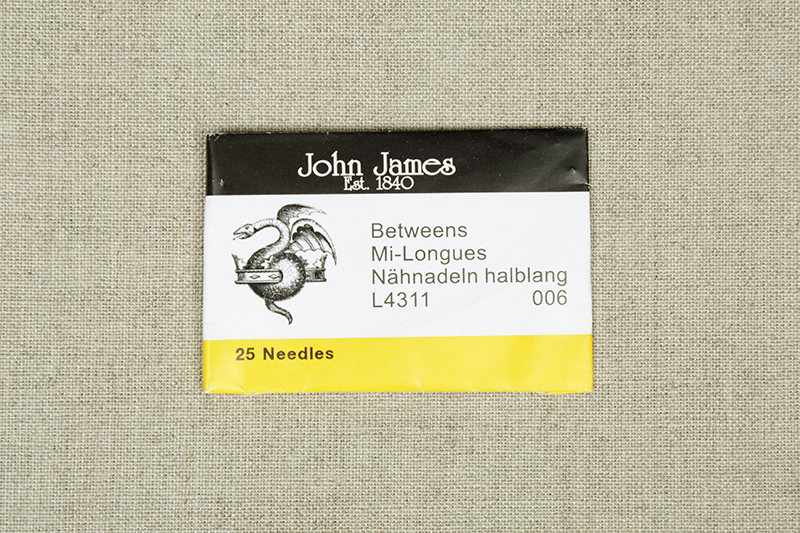 John James
Est. 1840
Betweens
Mi-Longues
Nähnadeln halblang
L4311 006
25 Needles